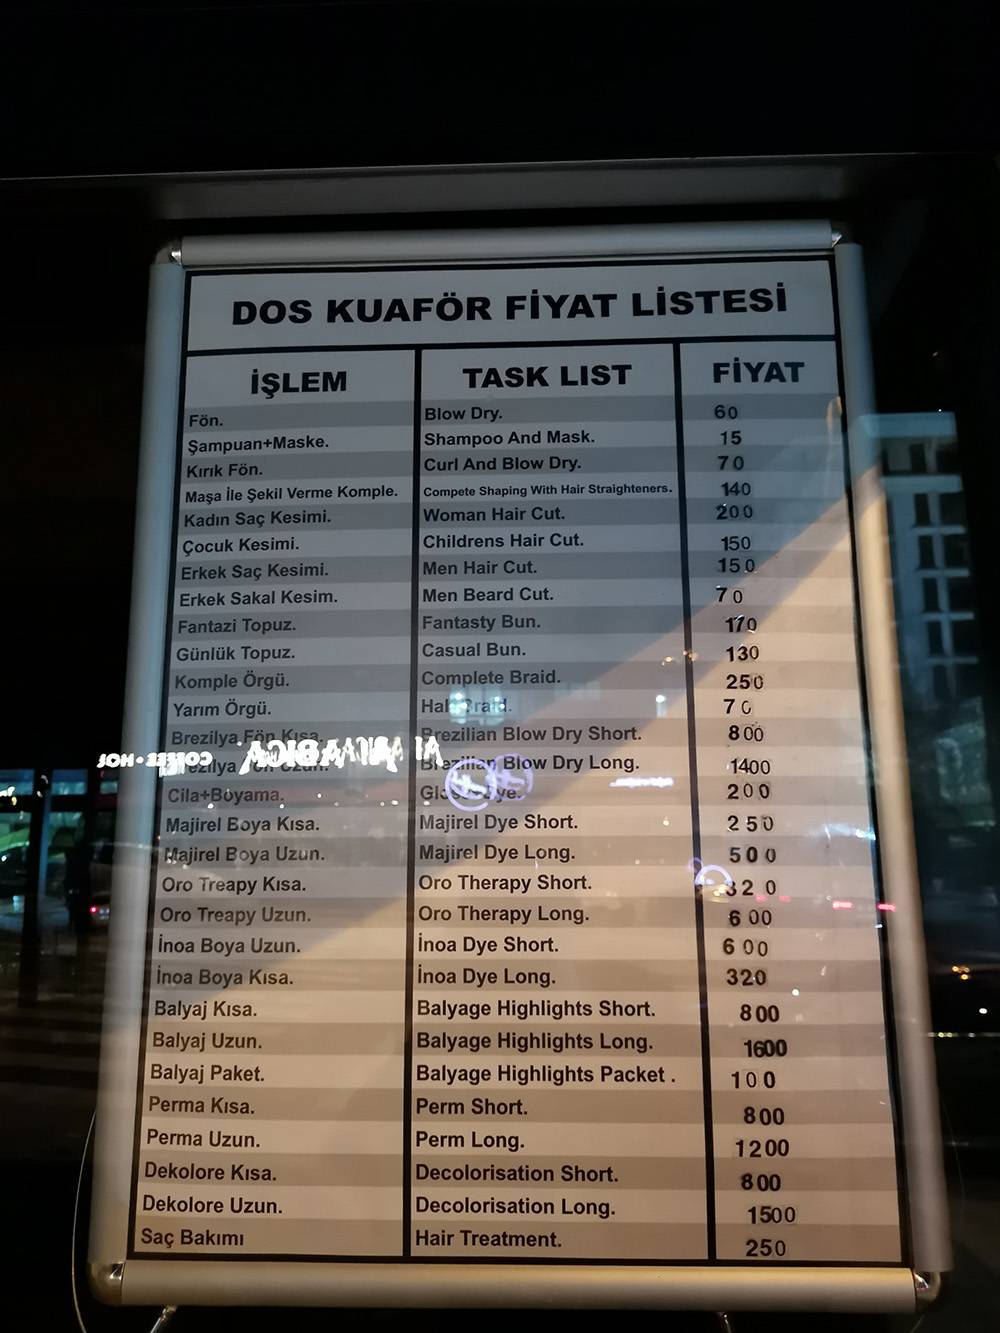 DOS KUAFÖR FİYAT LİSTESİ
İŞLEM TASK LIST FİYAT
Fön. Blow Dry. 60
Şampuan+Maske. Shampoo And Mask. 15
Kırık Fön. Curl And Blow Dry. 70
Maşa İle Şekil Verme Komple. Compete Shaping With Hair Straighteners. 140
Kadın Saç Kesimi. Woman Hair Cut. 200
Çocuk Kesimi. Childrens Hair Cut. 150
Erkek Saç Kesimi. Men Hair Cut. 150
Erkek Sakal Kesim. Men Beard Cut. 70
Fantazi Topuz. Fantasty Bun. 170
Günlük Topuz. Casual Bun. 130
Komple Örgü. Complete Braid. 250
Yarım Örgü. Half Braid. 70
Brezilya Fön Kısa. Brezilian Blow Dry Short. 800
Brezilya Fön Uzun. Brezilian Blow Dry Long. 1400
Cila+Boyama. 200
Majirel Boya Kısa. Majirel Dye Short. 250
Majirel Boya Uzun. Majirel Dye Long. 500
Oro Treapy Kısa. Oro Therapy Short. 320
Oro Treapy Uzun. Oro Therapy Long. 600
İnoa Boya Uzun. İnoa Dye Short. 600
İnoa Boya Kısa. İnoa Dye Long. 320
Balyaj Kısa. Balyage Highlights Short. 800
Balyaj Uzun. Balyage Highlights Long. 1600
Balyaj Paket. Balyage Highlights Packet . 100
Perma Kısa. Perm Short. 800
Perma Uzun. Perm Long. 1200
Dekolore Kısa. Decolorisation Short. 800
Dekolore Uzun. Decolorisation Long. 1500
Saç Bakımı Hair Treatment. 250